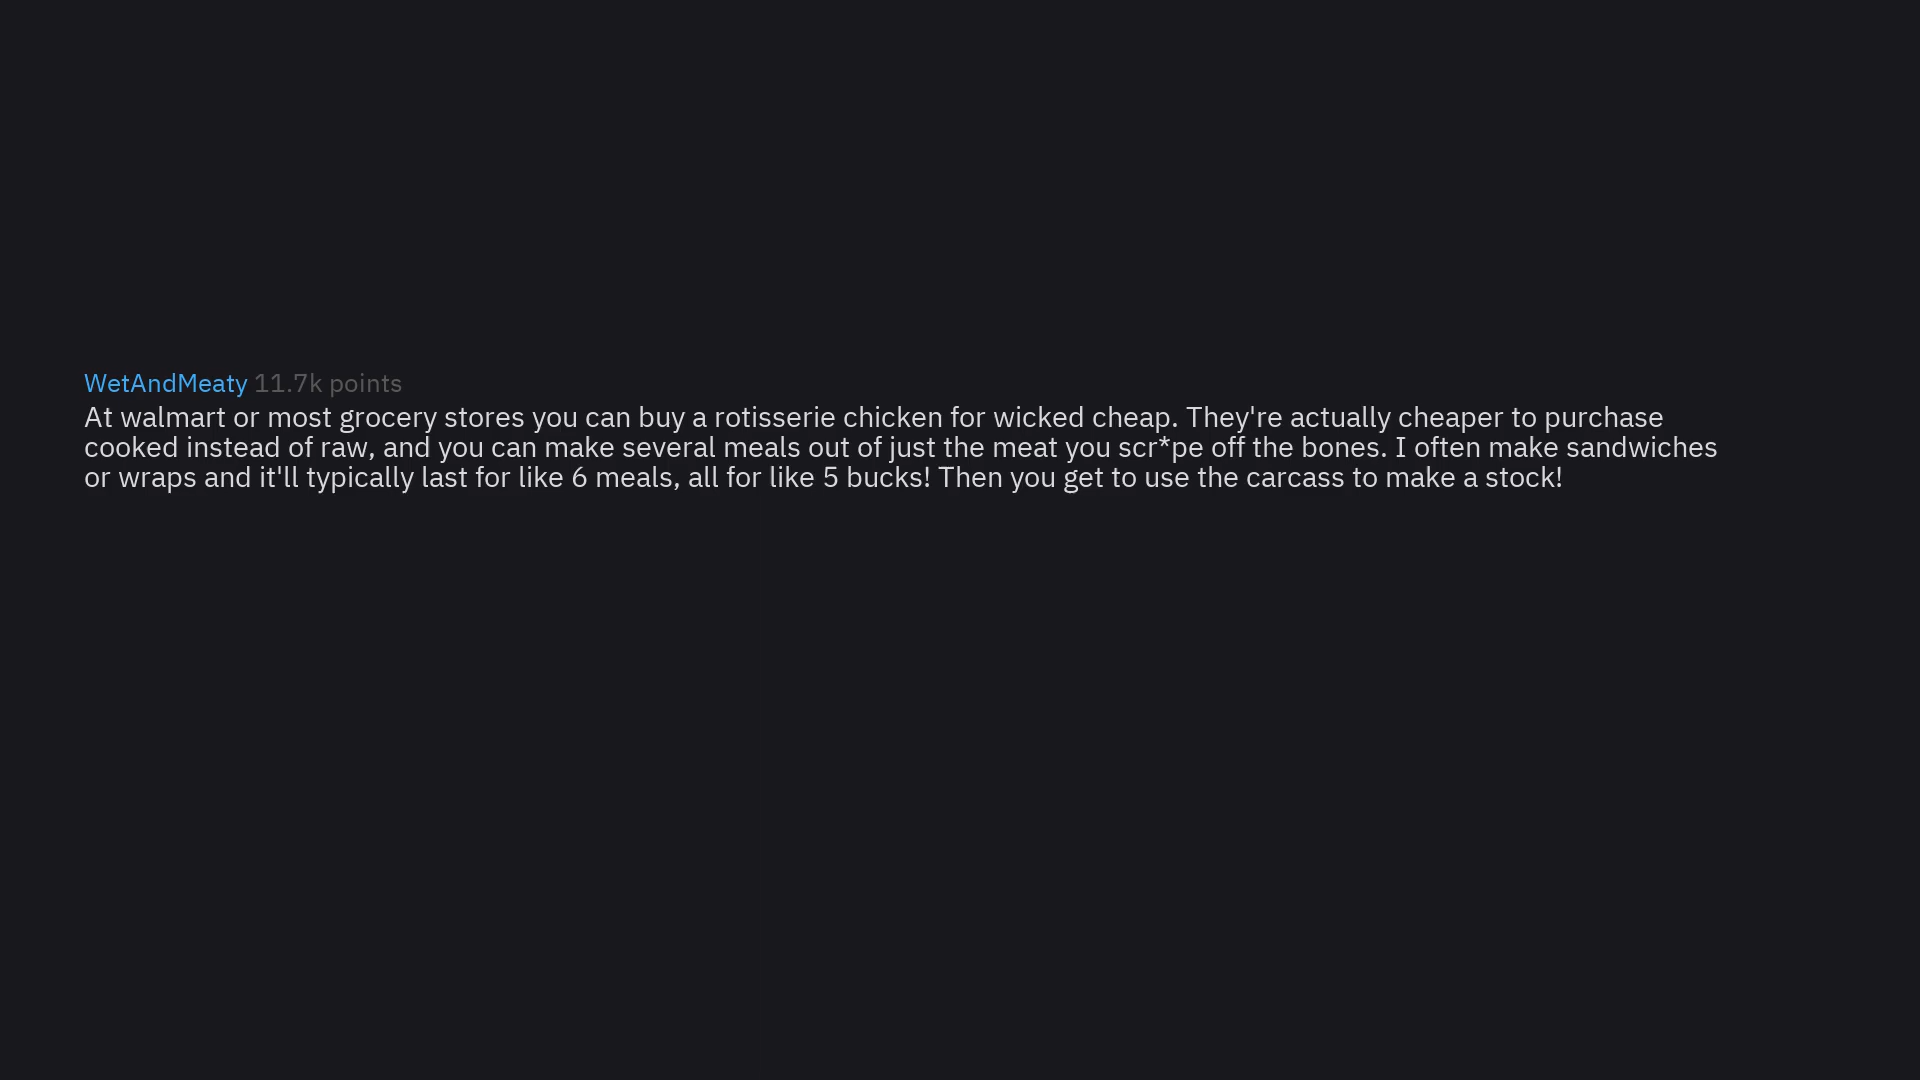 WetAndMeaty 11.7k points
At walmart or most grocery stores you can buy a rotisserie chicken for wicked cheap. They're actually cheaper to purchase
cooked instead of raw, and you can make several meals out of just the meat you scr*pe off the bones. I often make sandwiches
or wraps and it'll typically last for like 6 meals, all for like 5 bucks! Then you get to use the carcass to make a stock!